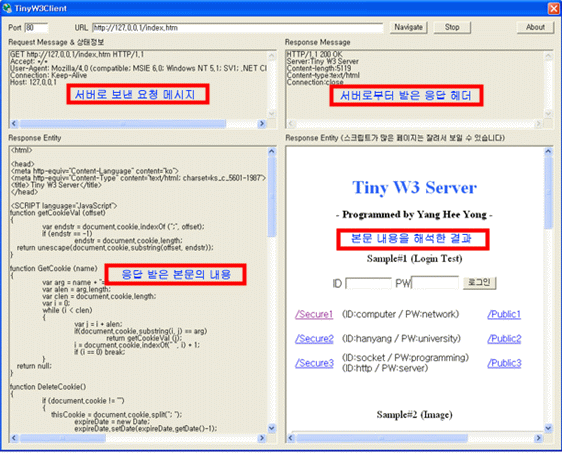 TinyW3Client
Port 80 URL http://127,0,0,1/index,htm Navigate Stop About
Request Message & 상태정보
GET http://127,0,0,1/index,htm HTTP/1,1
Accept: */*
User-Agent: Mozilla/4,0 (compatible; MSIE 6,0; Windows NT 5,1; SV1; ,NET Cl
Connection: Keep-Alive
Host: 127,0,0,1
서버로 보낸 요청 메시지
Response Message
HTTP/1,1 200 OK
Server:Tiny W3 Server
Content-length:5119
Content-type:text/html
Connection:close
서버로부터 받은 응답 헤더
Response Entity
<html>
<head>
<meta http-equiv="Content-Language" content="ko">
<meta http-equiv="Content-Type" content="text/html; charset=ks_c_5601-1987">
<title>Tiny W3 Server</title>
</head>
<SCRIPT language="JavaScript">
function getCookieVal (offset)
{
var endstr = document,cookie,indexOf (";", offset);
if (endstr == -1)
endstr = document,cookie,length;
return unescape(document,cookie,substring(offset, endstr));
}
function GetCookie (name)
{
var arg = name + "=
var alen = arg,length;
var clen = document,cookie,length;
var i = 0;
while (i < clen)
{
var j = i + alen;
if(document,cookie,substring(i, j) == arg)
return getCookieVal (j);
i = document,cookie,indexOf(" ", i) + 1;
if (i == 0) break;
}
return null;
}
function DeleteCookie()
{
if (document,cookie != "")
{
thisCookie = document,cookie,split("; ");
expireDate = new Date;
expireDate,setDate(expireDate,getDate()-1);
응답 받은 본문의 내용
Response Entity (스크립트가 많은 페이지는 잘려서 보일 수 있습니다)
Tiny W3 Server
- Programmed by Yang Hee Yong -
본문 내용을 해석한 결과
Sample#1 (Login Test)
ID PW 로그인
/Secure1 (ID:computer / PW:network) /Public1
/Secure2 (ID:hanyang / PW:university) /Public2
/Secure3 (ID:socket / PW:programming) /Public3
(ID:http / PW:server)
Sample#2 (Image)